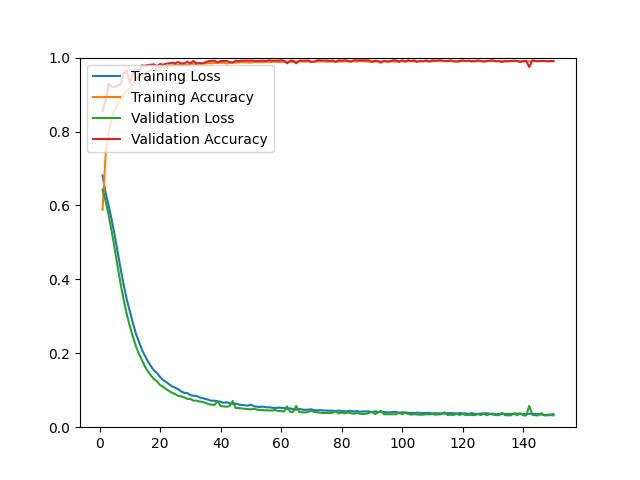 1.0
0.8
0.6
0.4
0.2
0.0
Training Loss
Training Accuracy
Validation Loss
Validation Accuracy
0 20 40 60 80 100 120 140